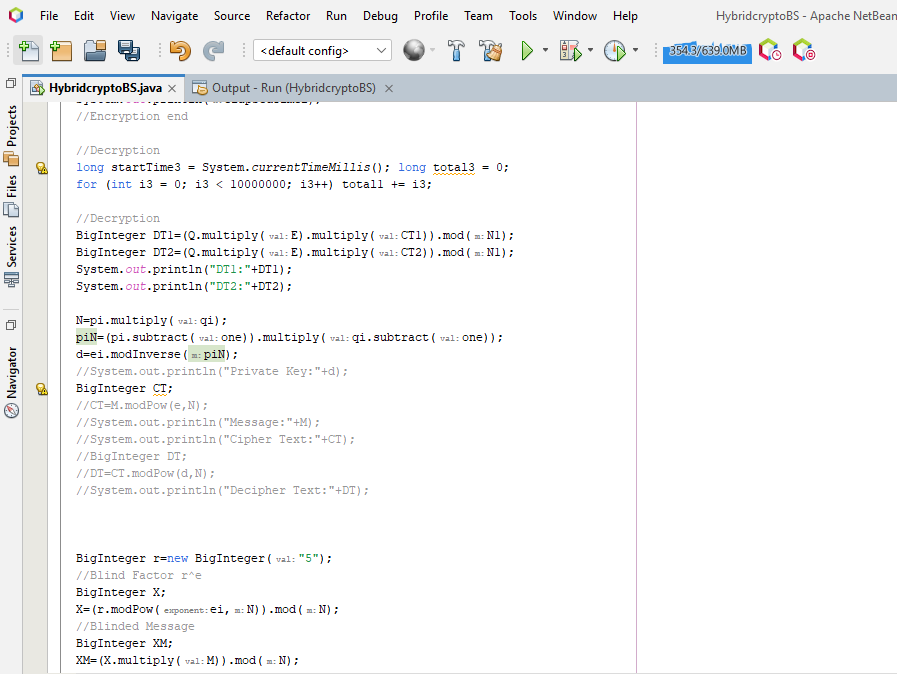 File Edit View Navigate Source Refactor Run Debug Profile Team Tools Window Help HybridcryptoBS - Apache NetBean
<default config> 354.3/639.0MB
HybridcryptoBS.java Output - Run (HybridcryptoBS)
Projects
Files
Services
Navigator
//Encryption end
//Decryption
long startTime3 = System.currentTimeMillis(); long total3 = 0;
for (int i3 = 0; i3 < 10000000; i3++) total1 += i3;
//Decryption
BigInteger DT1=(Q.multiply( val: E).multiply( val: CT1)).mod( m: N1);
BigInteger DT2=(Q.multiply( val: E).multiply( val: CT2)).mod( m: N1);
System.out.println("DT1:"+DT1);
System.out.println("DT2:"+DT2);
N=pi.multiply( val: qi);
piN=(pi.subtract( val: one)).multiply( val: qi.subtract( val: one));
d=ei.modInverse( m: piN);
//System.out.println("Private Key:"+d);
BigInteger CT;
//CT=M.modPow(e,N);
//System.out.println("Message:"+M);
//System.out.println("Cipher Text:"+CT);
//BigInteger DT;
//DT=CT.modPow(d,N);
//System.out.println("Decipher Text:"+DT);
BigInteger r=new BigInteger( val: "5");
//Blind Factor r^e
BigInteger X;
X=(r.modPow( exponent: ei, m: N)).mod( m: N);
//Blinded Message
BigInteger XM;
XM=(X.multiply( val: M)).mod( m: N);